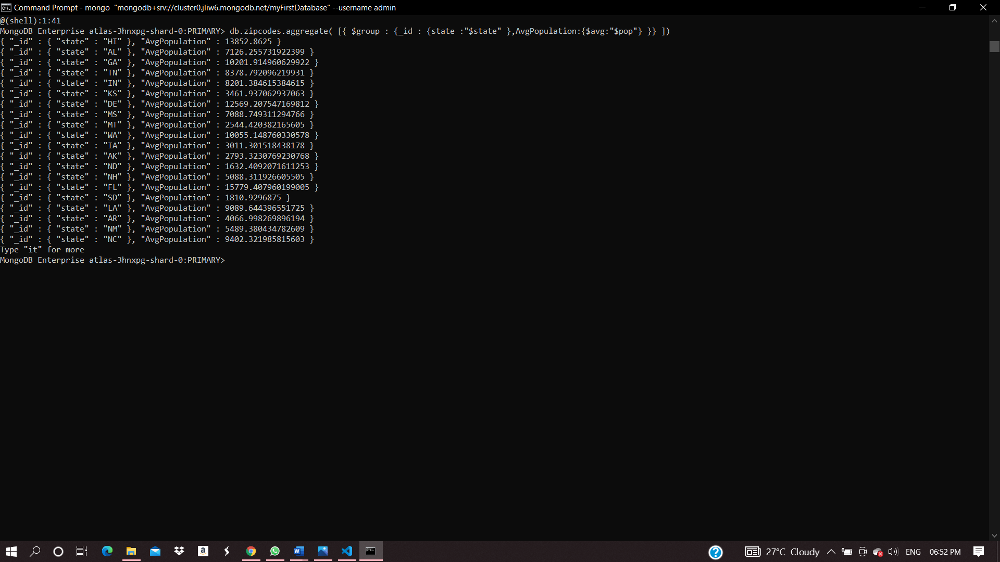 Command Prompt - mongo  "mongodb+srv://cluster0.jliw6.mongodb.net/myFirstDatabase" --username admin
@(shell):1:41
MongoDB Enterprise atlas-3hnxpg-shard-0:PRIMARY> db.zipcodes.aggregate( [{ $group : {_id : {state :"$state" },AvgPopulation:{$avg:"$pop"} }} ])
{ "_id" : { "state" : "HI" }, "AvgPopulation" : 13852.8625 }
{ "_id" : { "state" : "AL" }, "AvgPopulation" : 7126.255731922399 }
{ "_id" : { "state" : "GA" }, "AvgPopulation" : 10201.914960629922 }
{ "_id" : { "state" : "TN" }, "AvgPopulation" : 8378.792096219931 }
{ "_id" : { "state" : "IN" }, "AvgPopulation" : 8201.384615384615 }
{ "_id" : { "state" : "KS" }, "AvgPopulation" : 3461.937062937063 }
{ "_id" : { "state" : "DE" }, "AvgPopulation" : 12569.207547169812 }
{ "_id" : { "state" : "MS" }, "AvgPopulation" : 7088.749311294766 }
{ "_id" : { "state" : "MT" }, "AvgPopulation" : 2544.420382165605 }
{ "_id" : { "state" : "WA" }, "AvgPopulation" : 10055.148760330578 }
{ "_id" : { "state" : "IA" }, "AvgPopulation" : 3011.301518438178 }
{ "_id" : { "state" : "AK" }, "AvgPopulation" : 2793.3230769230768 }
{ "_id" : { "state" : "ND" }, "AvgPopulation" : 1632.4092071611253 }
{ "_id" : { "state" : "NH" }, "AvgPopulation" : 5088.311926605505 }
{ "_id" : { "state" : "FL" }, "AvgPopulation" : 15779.407960199005 }
{ "_id" : { "state" : "SD" }, "AvgPopulation" : 1810.9296875 }
{ "_id" : { "state" : "LA" }, "AvgPopulation" : 9089.644396551725 }
{ "_id" : { "state" : "AR" }, "AvgPopulation" : 4066.998269896194 }
{ "_id" : { "state" : "NM" }, "AvgPopulation" : 5489.380434782609 }
{ "_id" : { "state" : "NC" }, "AvgPopulation" : 9402.321985815603 }
Type "it" for more
MongoDB Enterprise atlas-3hnxpg-shard-0:PRIMARY>
27°C Cloudy ENG 06:52 PM